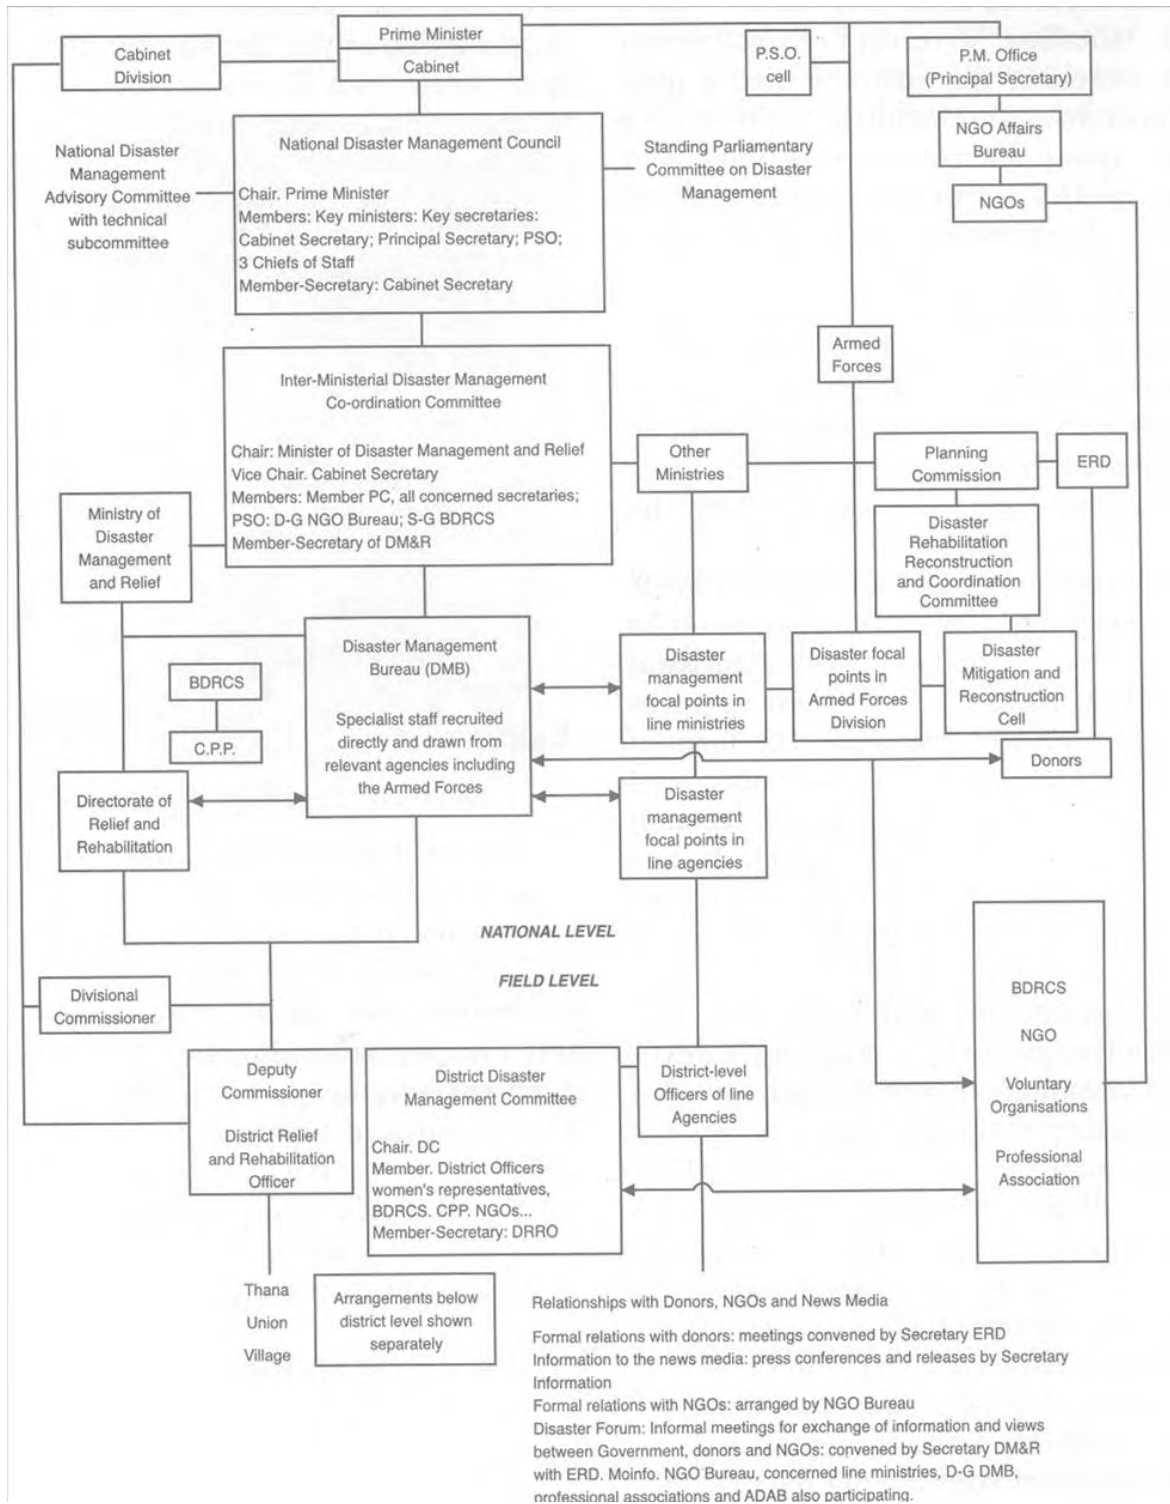 Prime Minister
Cabinet
Cabinet
Division
P.S.O.
cell
P.M. Office
(Principal Secretary)
National Disaster
Management
Advisory Committee
with technical
subcommittee
National Disaster Management Council
Chair. Prime Minister
Members: Key ministers: Key secretaries:
Cabinet Secretary; Principal Secretary; PSO;
3 Chiefs of Staff
Member-Secretary: Cabinet Secretary
Standing Parliamentary
Committee on Disaster
Management
NGO Affairs
Bureau
NGOs
Armed
Forces
Inter-Ministerial Disaster Management
Co-ordination Committee
Chair: Minister of Disaster Management and Relief
Vice Chair. Cabinet Secretary
Members: Member PC, all concerned secretaries;
PSO: D-G NGO Bureau; S-G BDRCS
Member-Secretary of DM&R
Other
Ministries
Planning
Commission
ERD
Ministry of
Disaster
Management
and Relief
Disaster
Rehabilitation
Reconstruction
and Coordination
Committee
BDRCS
C.P.P.
Disaster Management
Bureau (DMB)
Specialist staff recruited
directly and drawn from
relevant agencies including
the Armed Forces
Disaster
management
focal points in
line ministries
Disaster focal
points in
Armed Forces
Division
Disaster
Mitigation and
Reconstruction
Cell
Donors
Directorate of
Relief and
Rehabilitation
Disaster
management
focal points in
line agencies
NATIONAL LEVEL
FIELD LEVEL
Divisional
Commissioner
Deputy
Commissioner
District Relief
and Rehabilitation
Officer
District Disaster
Management Committee
Chair. DC
Member. District Officers
women's representatives,
BDRCS. CPP. NGOs...
Member-Secretary: DRRO
District-level
Officers of line
Agencies
BDRCS
NGO
Voluntary
Organisations
Professional
Association
Thana
Union
Village
Arrangements below
district level shown
separately
Relationships with Donors, NGOs and News Media
Formal relations with donors: meetings convened by Secretary ERD
Information to the news media: press conferences and releases by Secretary
Information
Formal relations with NGOs: arranged by NGO Bureau
Disaster Forum: Informal meetings for exchange of information and views
between Government, donors and NGOs: convened by Secretary DM&R
with ERD. Moinfo. NGO Bureau, concerned line ministries, D-G DMB,
professional associations and ADAB also participating.